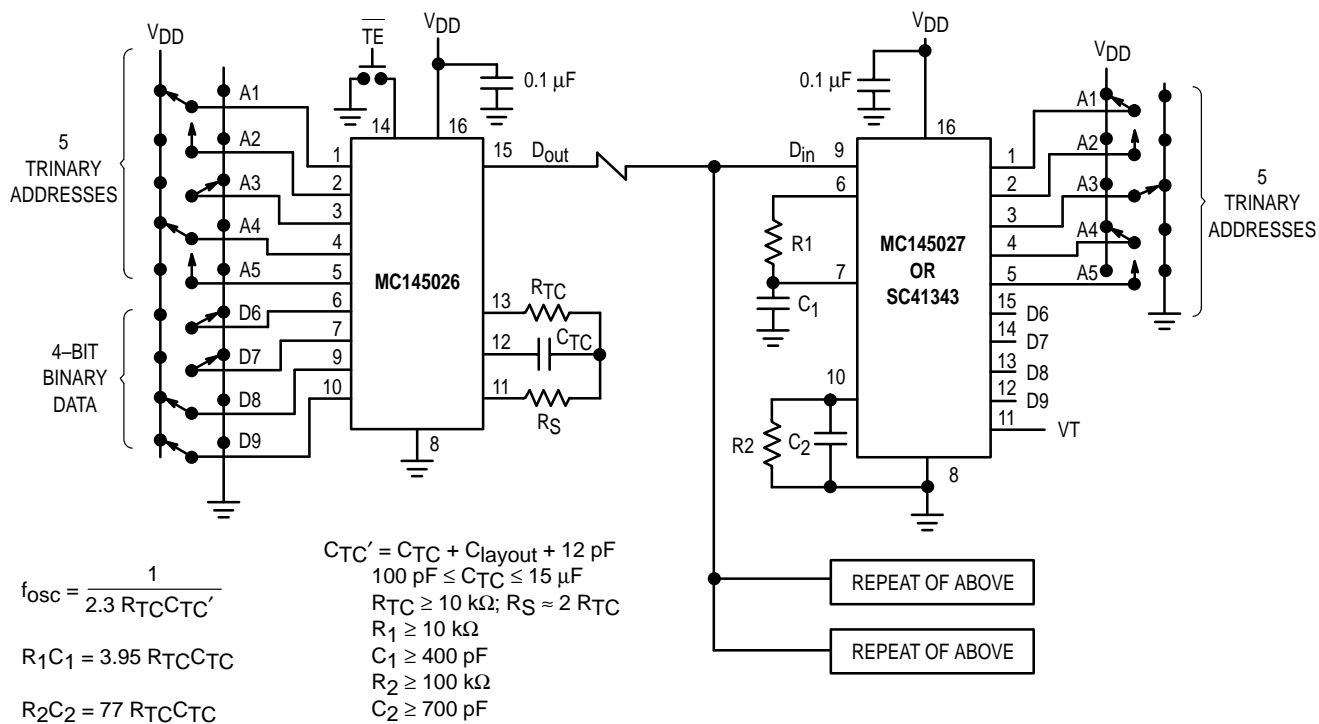 VDD
5
TRINARY
ADDRESSES
A1
A2
A3
A4
A5
4–BIT
BINARY
DATA
D6
D7
D8
D9
TE
VDD
0.1 μF
14
16
1
2
3
4
5
6
7
9
10
MC145026
15
Dout
13
RTC
12
CTC
11
RS
8
VDD
0.1 μF
16
Din
9
6
R1
7
C1
10
R2
C2
MC145027
OR
SC41343
8
1
2
3
4
5
15
D6
14
D7
13
D8
12
D9
11
VT
VDD
A1
A2
A3
A4
A5
5
TRINARY
ADDRESSES
REPEAT OF ABOVE
REPEAT OF ABOVE
fosc = 1
2.3 RTCCTC′
R1C1 = 3.95 RTCCTC
R2C2 = 77 RTCCTC
CTC′ = CTC + Clayout + 12 pF
100 pF ≤ CTC ≤ 15 μF
RTC ≥ 10 kΩ; RS ≈ 2 RTC
R1 ≥ 10 kΩ
C1 ≥ 400 pF
R2 ≥ 100 kΩ
C2 ≥ 700 pF